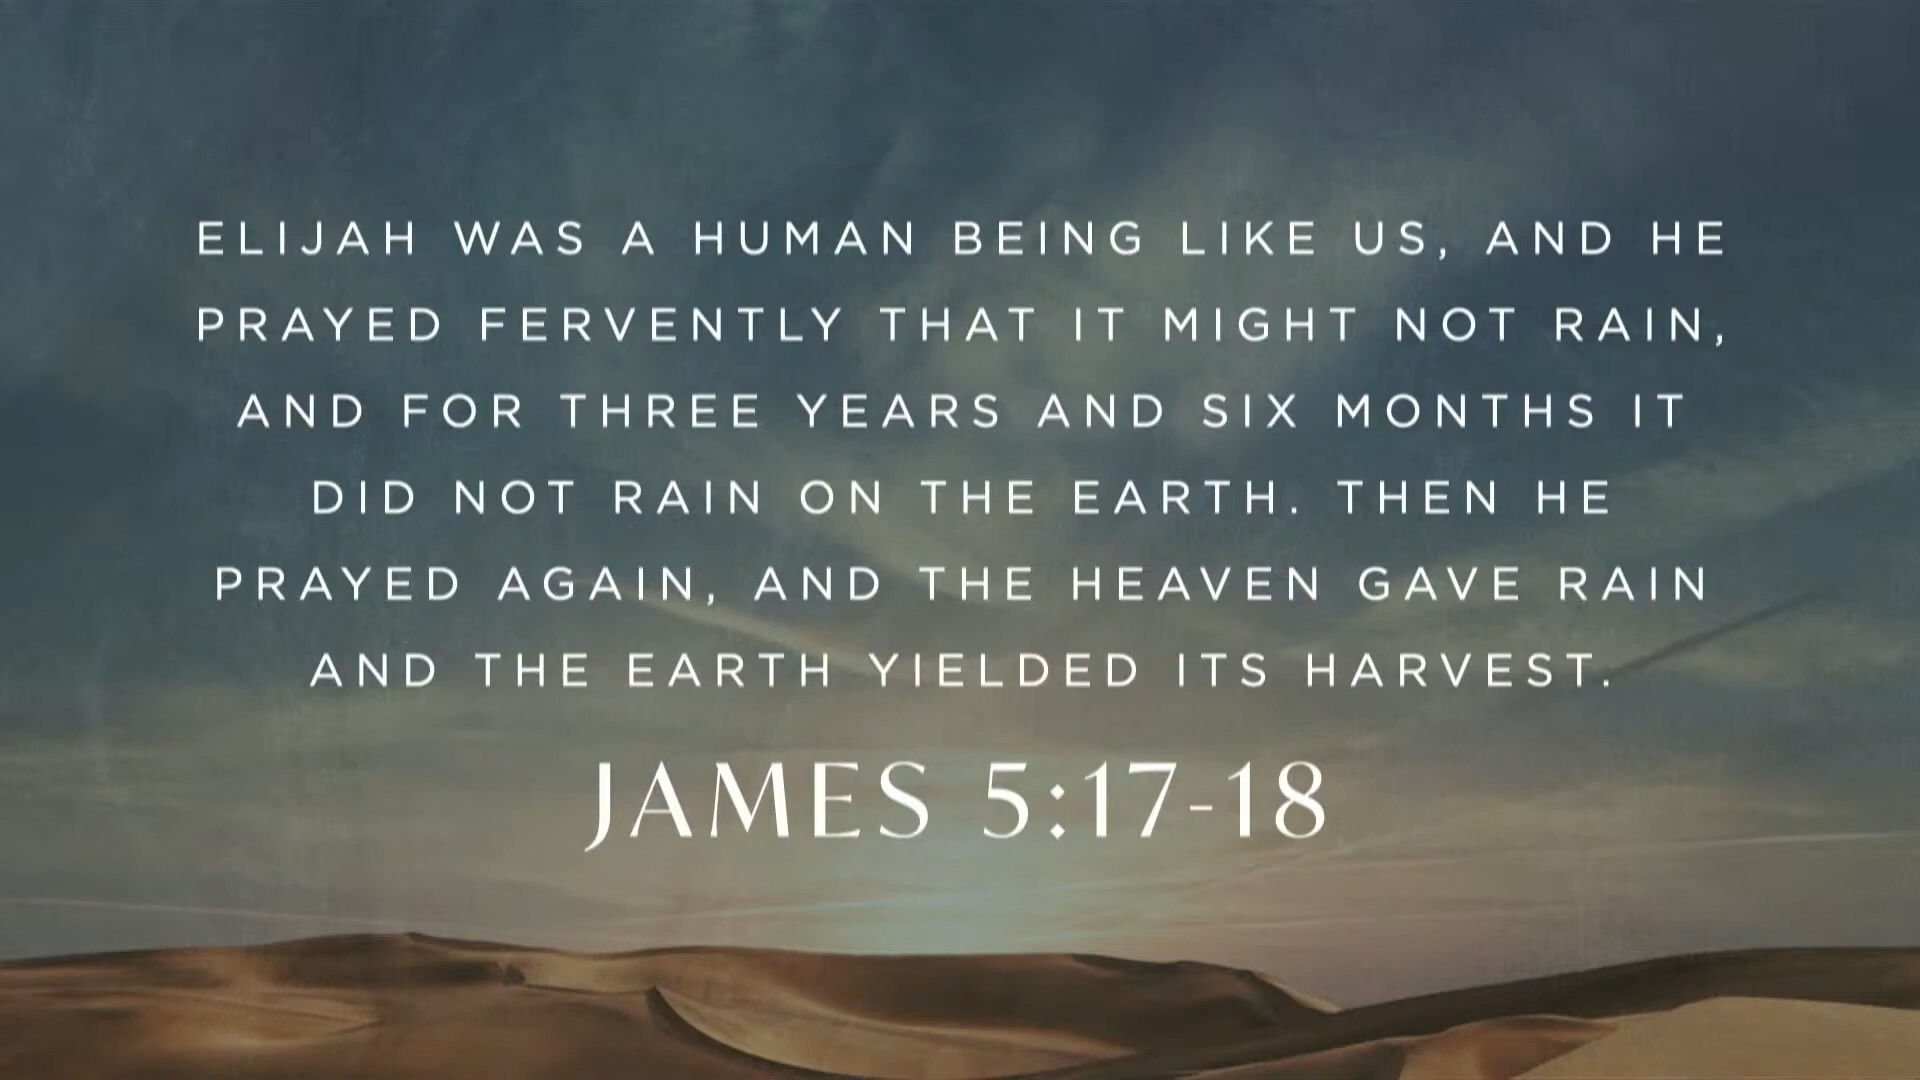 ELIJAH WAS A HUMAN BEING LIKE US, AND HE
PRAYED FERVENTLY THAT IT MIGHT NOT RAIN,
AND FOR THREE YEARS AND SIX MONTHS IT
DID NOT RAIN ON THE EARTH. THEN HE
PRAYED AGAIN, AND THE HEAVEN GAVE RAIN
AND THE EARTH YIELDED ITS HARVEST.
JAMES 5:17-18